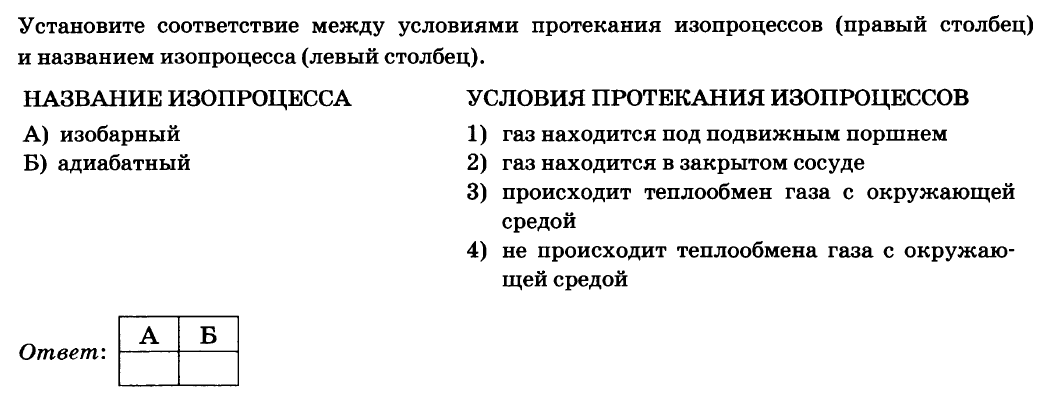 Установите соответствие между условиями протекания изопроцессов (правый столбец)
и названием изопроцесса (левый столбец).
НАЗВАНИЕ ИЗОПРОЦЕССА
А) изобарный
Б) адиабатный
УСЛОВИЯ ПРОТЕКАНИЯ ИЗОПРОЦЕССОВ
1) газ находится под подвижным поршнем
2) газ находится в закрытом сосуде
3) происходит теплообмен газа с окружающей
средой
4) не происходит теплообмена газа с окружаю-
щей средой
Ответ:
А Б